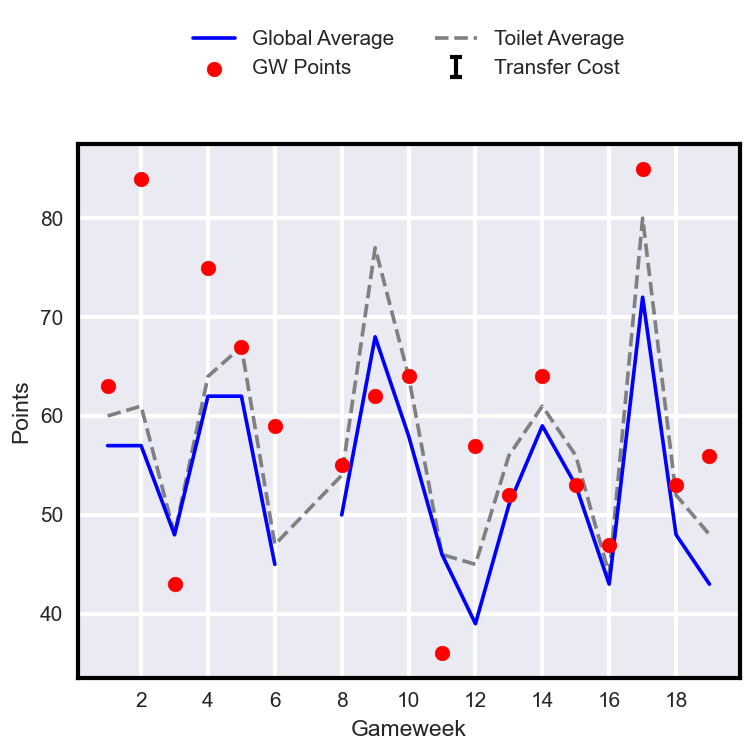 Global Average Toilet Average
GW Points Transfer Cost
80
70
60
50
40
Points
2 4 6 8 10 12 14 16 18
Gameweek